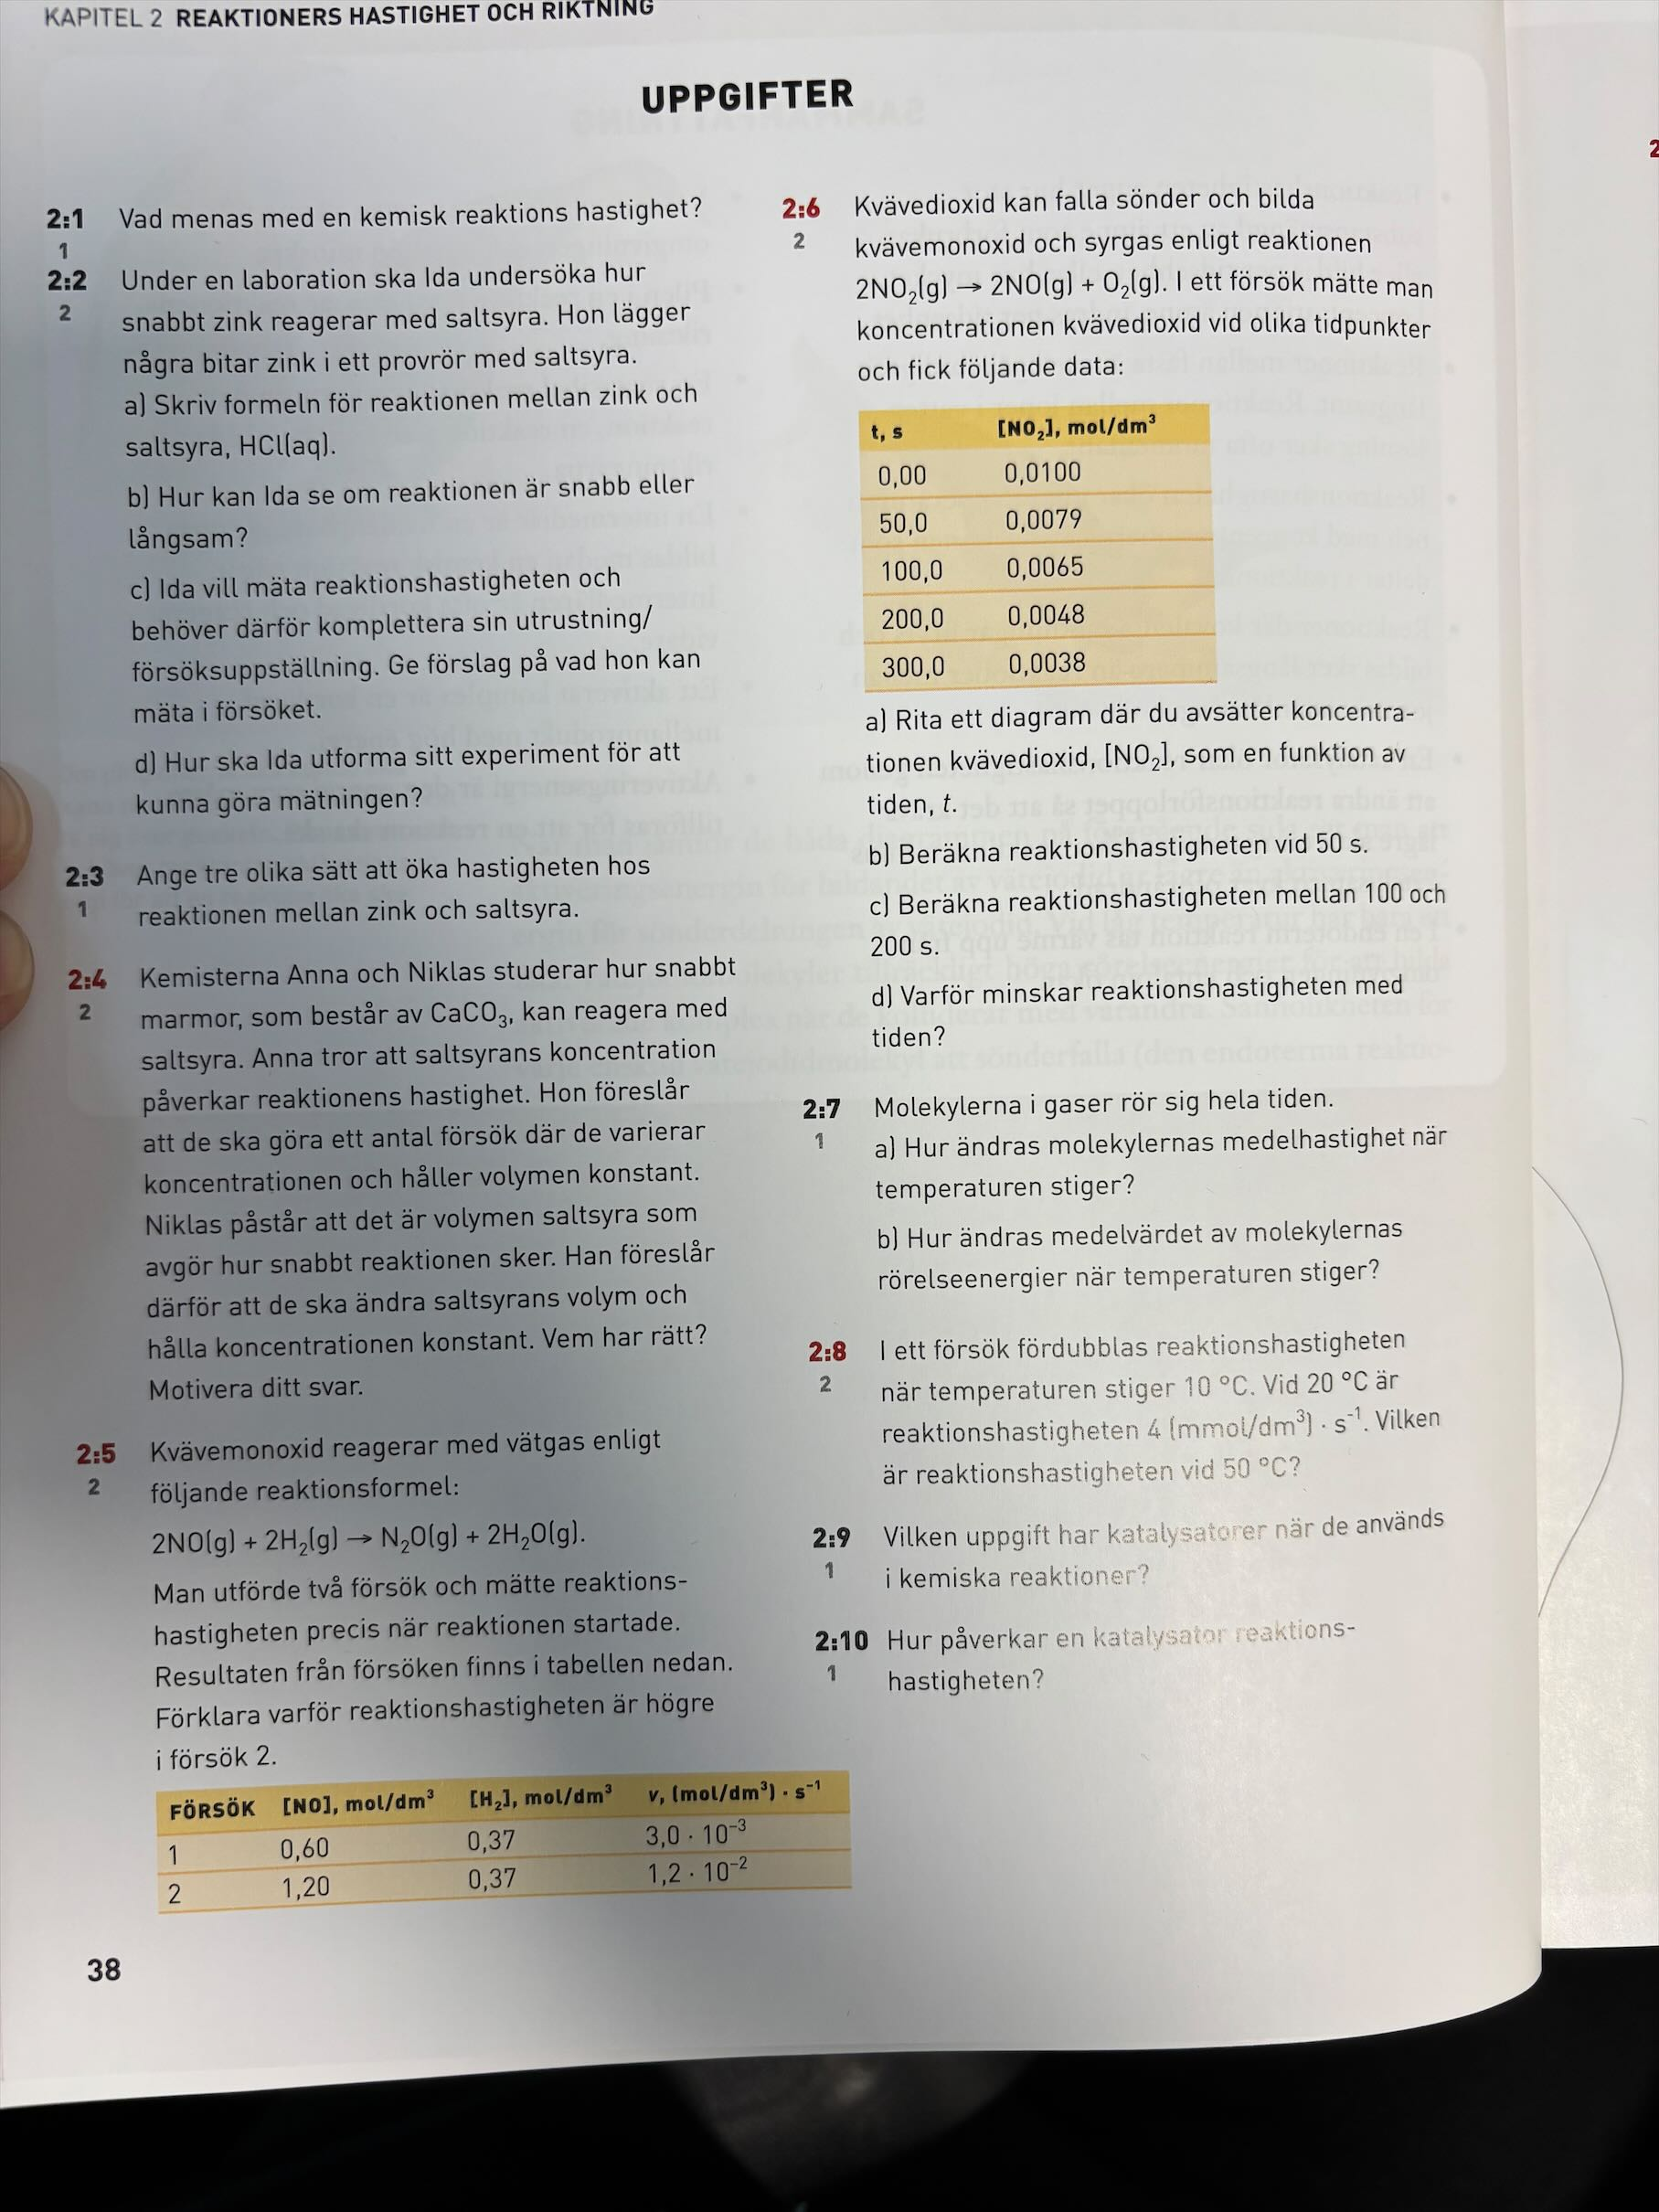 KAPITEL 2 REAKTIONERS HASTIGHET OCH RIKTNING
UPPGIFTER
2:1 Vad menas med en kemisk reaktions hastighet?
1
2:2 Under en laboration ska Ida undersöka hur
2 snabbt zink reagerar med saltsyra. Hon lägger
några bitar zink i ett provrör med saltsyra.
a) Skriv formeln för reaktionen mellan zink och
saltsyra, HCl(aq).
b) Hur kan Ida se om reaktionen är snabb eller
långsam?
c) Ida vill mäta reaktionshastigheten och
behöver därför komplettera sin utrustning/
försöksuppställning. Ge förslag på vad hon kan
mäta i försöket.
d) Hur ska Ida utforma sitt experiment för att
kunna göra mätningen?
2:3 Ange tre olika sätt att öka hastigheten hos
1 reaktionen mellan zink och saltsyra.
2:4 Kemisterna Anna och Niklas studerar hur snabbt
2 marmor, som består av CaCO₃, kan reagera med
saltsyra. Anna tror att saltsyrans koncentration
påverkar reaktionens hastighet. Hon föreslår
att de ska göra ett antal försök där de varierar
koncentrationen och håller volymen konstant.
Niklas påstår att det är volymen saltsyra som
avgör hur snabbt reaktionen sker. Han föreslår
därför att de ska ändra saltsyrans volym och
hålla koncentrationen konstant. Vem har rätt?
Motivera ditt svar.
2:5 Kvävemonoxid reagerar med vätgas enligt
2 följande reaktionsformel:
2NO(g) + 2H₂(g) → N₂O(g) + 2H₂O(g).
Man utförde två försök och mätte reaktions-
hastigheten precis när reaktionen startade.
Resultaten från försöken finns i tabellen nedan.
Förklara varför reaktionshastigheten är högre
i försök 2.
FÖRSÖK [NO], mol/dm³ [H₂], mol/dm³ v, (mol/dm³) · s⁻¹
1 0,60 0,37 3,0 · 10⁻³
2 1,20 0,37 1,2 · 10⁻²
38
2:6 Kvävedioxid kan falla sönder och bilda
2 kvävemonoxid och syrgas enligt reaktionen
2NO₂(g) → 2NO(g) + O₂(g). I ett försök mätte man
koncentrationen kvävedioxid vid olika tidpunkter
och fick följande data:
t, s [NO₂], mol/dm³
0,00 0,0100
50,0 0,0079
100,0 0,0065
200,0 0,0048
300,0 0,0038
a) Rita ett diagram där du avsätter koncentra-
tionen kvävedioxid, [NO₂], som en funktion av
tiden, t.
b) Beräkna reaktionshastigheten vid 50 s.
c) Beräkna reaktionshastigheten mellan 100 och
200 s.
d) Varför minskar reaktionshastigheten med
tiden?
2:7 Molekylerna i gaser rör sig hela tiden.
1 a) Hur ändras molekylernas medelhastighet när
temperaturen stiger?
b) Hur ändras medelvärdet av molekylernas
rörelseenergier när temperaturen stiger?
2:8 I ett försök fördubblas reaktionshastigheten
2 när temperaturen stiger 10 °C. Vid 20 °C är
reaktionshastigheten 4 (mmol/dm³) · s⁻¹. Vilken
är reaktionshastigheten vid 50 °C?
2:9 Vilken uppgift har katalysatorer när de används
1 i kemiska reaktioner?
2:10 Hur påverkar en katalysator reaktions-
1 hastigheten?
2